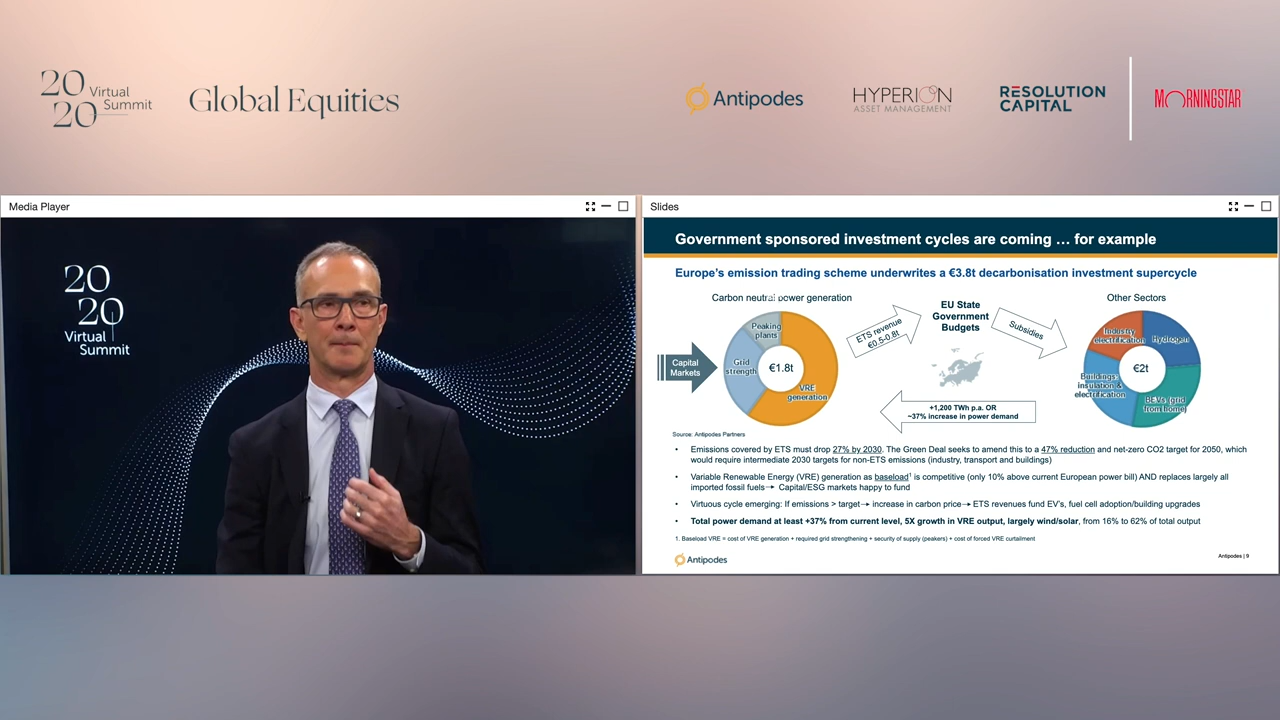 20
20
Virtual
Summit
Global Equities
Antipodes
HYPERION
ASSET MANAGEMENT
RESOLUTION
CAPITAL
MORNINGSTAR
Media Player
20
20
Virtual
Summit
Slides
Government sponsored investment cycles are coming … for example
Europe's emission trading scheme underwrites a €3.8t decarbonisation investment supercycle
Carbon neutral power generation
EU State
Government
Budgets
Other Sectors
Capital
Markets
Peaking
plants
Grid
strength
€1.8t
VRE
generation
ETS revenue
€0.5-0.8t
Subsidies
+1,200 TWh p.a. OR
~37% increase in power demand
Industry
electrification
Hydrogen
€2t
Buildings:
insulation &
electrification
BEVs (grid
from home)
Source: Antipodes Partners
• Emissions covered by ETS must drop 27% by 2030. The Green Deal seeks to amend this to a 47% reduction and net-zero CO2 target for 2050, which
would require intermediate 2030 targets for non-ETS emissions (industry, transport and buildings)
• Variable Renewable Energy (VRE) generation as baseload¹ is competitive (only 10% above current European power bill) AND replaces largely all
imported fossil fuels→ Capital/ESG markets happy to fund
• Virtuous cycle emerging: If emissions > target→ increase in carbon price→ ETS revenues fund EV's, fuel cell adoption/building upgrades
• Total power demand at least +37% from current level, 5X growth in VRE output, largely wind/solar, from 16% to 62% of total output
1. Baseload VRE = cost of VRE generation + required grid strengthening + security of supply (peakers) + cost of forced VRE curtailment
Antipodes
Antipodes | 9